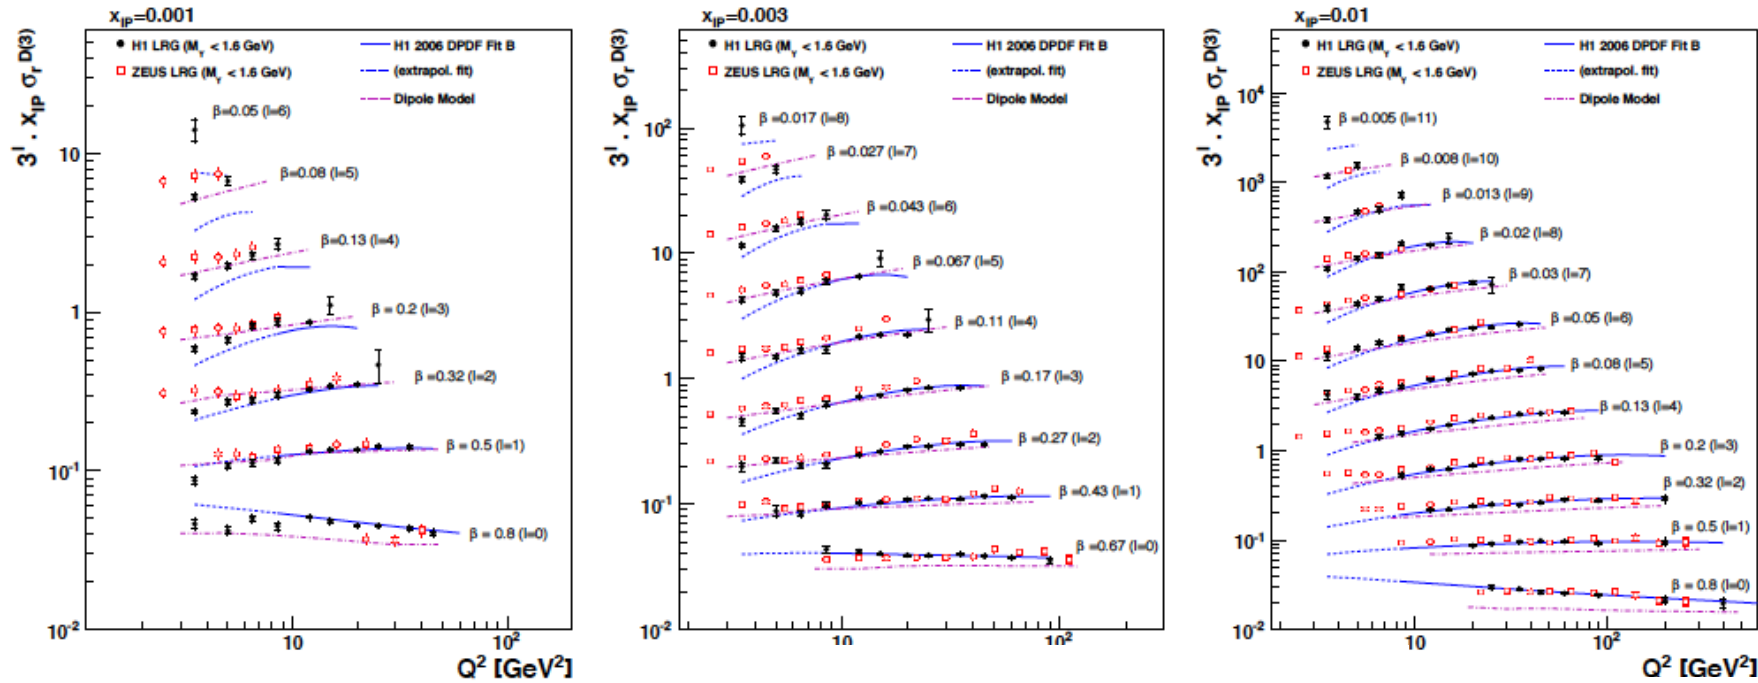 x_IP=0.001
3^l . x_IP σ_r^D(3)
H1 LRG (M_Y < 1.6 GeV)
ZEUS LRG (M_Y < 1.6 GeV)
H1 2006 DPDF Fit B
(extrapol. fit)
Dipole Model
β=0.05 (l=6)
β=0.08 (l=5)
β=0.13 (l=4)
β =0.2 (l=3)
β=0.32 (l=2)
β = 0.5 (l=1)
β = 0.8 (l=0)
10
1
10^-1
10^-2
10
10^2
Q^2 [GeV^2]
x_IP=0.003
3^l . x_IP σ_r^D(3)
H1 LRG (M_Y < 1.6 GeV)
ZEUS LRG (M_Y < 1.6 GeV)
H1 2006 DPDF Fit B
(extrapol. fit)
Dipole Model
β =0.017 (l=8)
β =0.027 (l=7)
β =0.043 (l=6)
β =0.067 (l=5)
β =0.11 (l=4)
β =0.17 (l=3)
β =0.27 (l=2)
β =0.43 (l=1)
β =0.67 (l=0)
10^2
10
1
10^-1
10^-2
10
10^2
Q^2 [GeV^2]
x_IP=0.01
3^l . x_IP σ_r^D(3)
H1 LRG (M_Y < 1.6 GeV)
ZEUS LRG (M_Y < 1.6 GeV)
H1 2006 DPDF Fit B
(extrapol. fit)
Dipole Model
β =0.005 (l=11)
β =0.008 (l=10)
β =0.013 (l=9)
β =0.02 (l=8)
β =0.03 (l=7)
β =0.05 (l=6)
β =0.08 (l=5)
β =0.13 (l=4)
β =0.2 (l=3)
β =0.32 (l=2)
β =0.5 (l=1)
β =0.8 (l=0)
10^4
10^3
10^2
10
1
10^-1
10^-2
10
10^2
Q^2 [GeV^2]